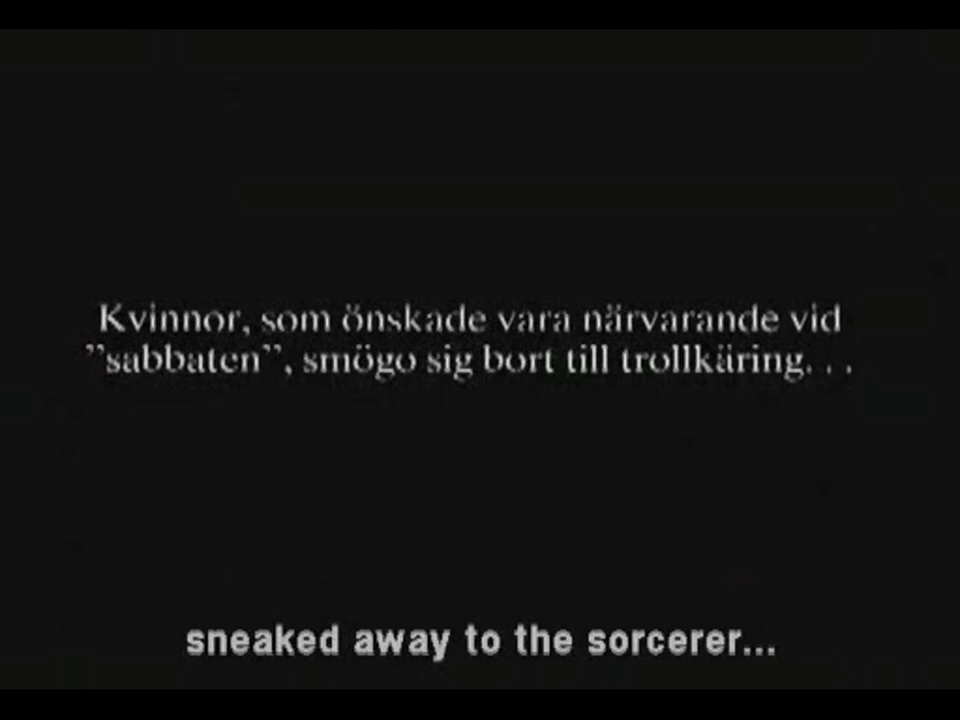 Kvinnor, som önskade vara närvarande vid
”sabbaten”, smögo sig bort till trollkäring. . .
sneaked away to the sorcerer...